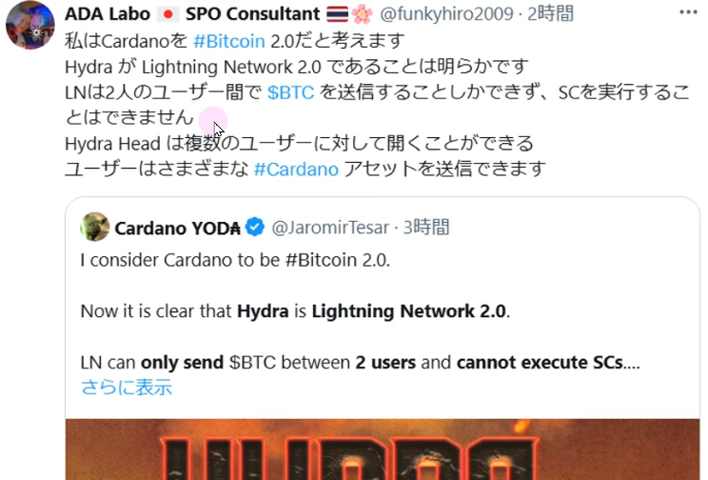 ADA Labo 🇯🇵 SPO Consultant 🇹🇭🌸 @funkyhiro2009 · 2時間
私はCardanoを #Bitcoin 2.0だと考えます
Hydra が Lightning Network 2.0 であることは明らかです
LNは2人のユーザー間で $BTC を送信することしかできず、SCを実行するこ
とはできません
Hydra Head は複数のユーザーに対して開くことができる
ユーザーはさまざまな #Cardano アセットを送信できます
Cardano YOD₳ @JaromirTesar · 3時間
I consider Cardano to be #Bitcoin 2.0.
Now it is clear that Hydra is Lightning Network 2.0.
LN can only send $BTC between 2 users and cannot execute SCs....
さらに表示
HYDRA